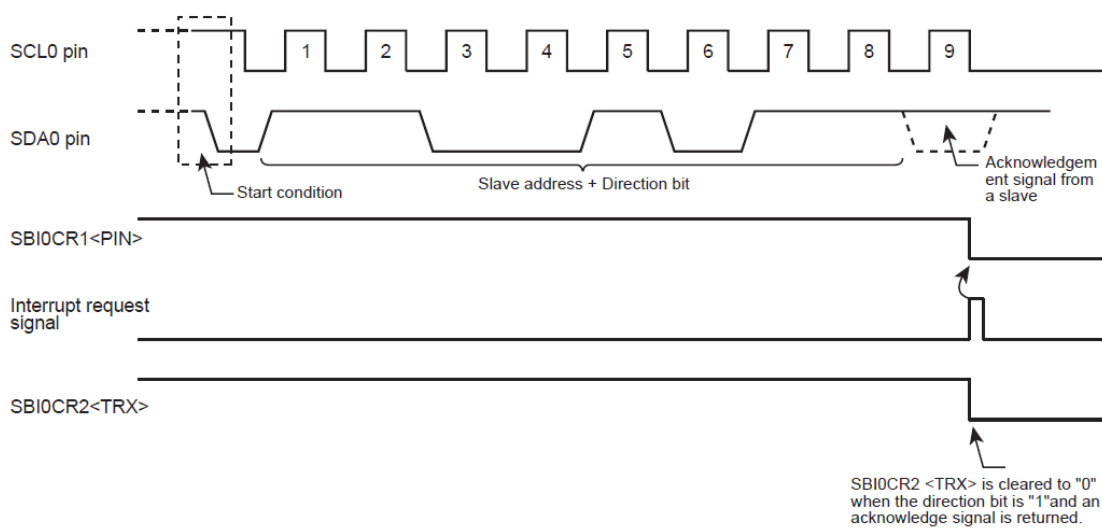 SCL0 pin
1 2 3 4 5 6 7 8 9
SDA0 pin
Start condition
Slave address + Direction bit
Acknowledgem
ent signal from
a slave
SBI0CR1<PIN>
Interrupt request
signal
SBI0CR2<TRX>
SBI0CR2 <TRX> is cleared to "0"
when the direction bit is "1"and an
acknowledge signal is returned.